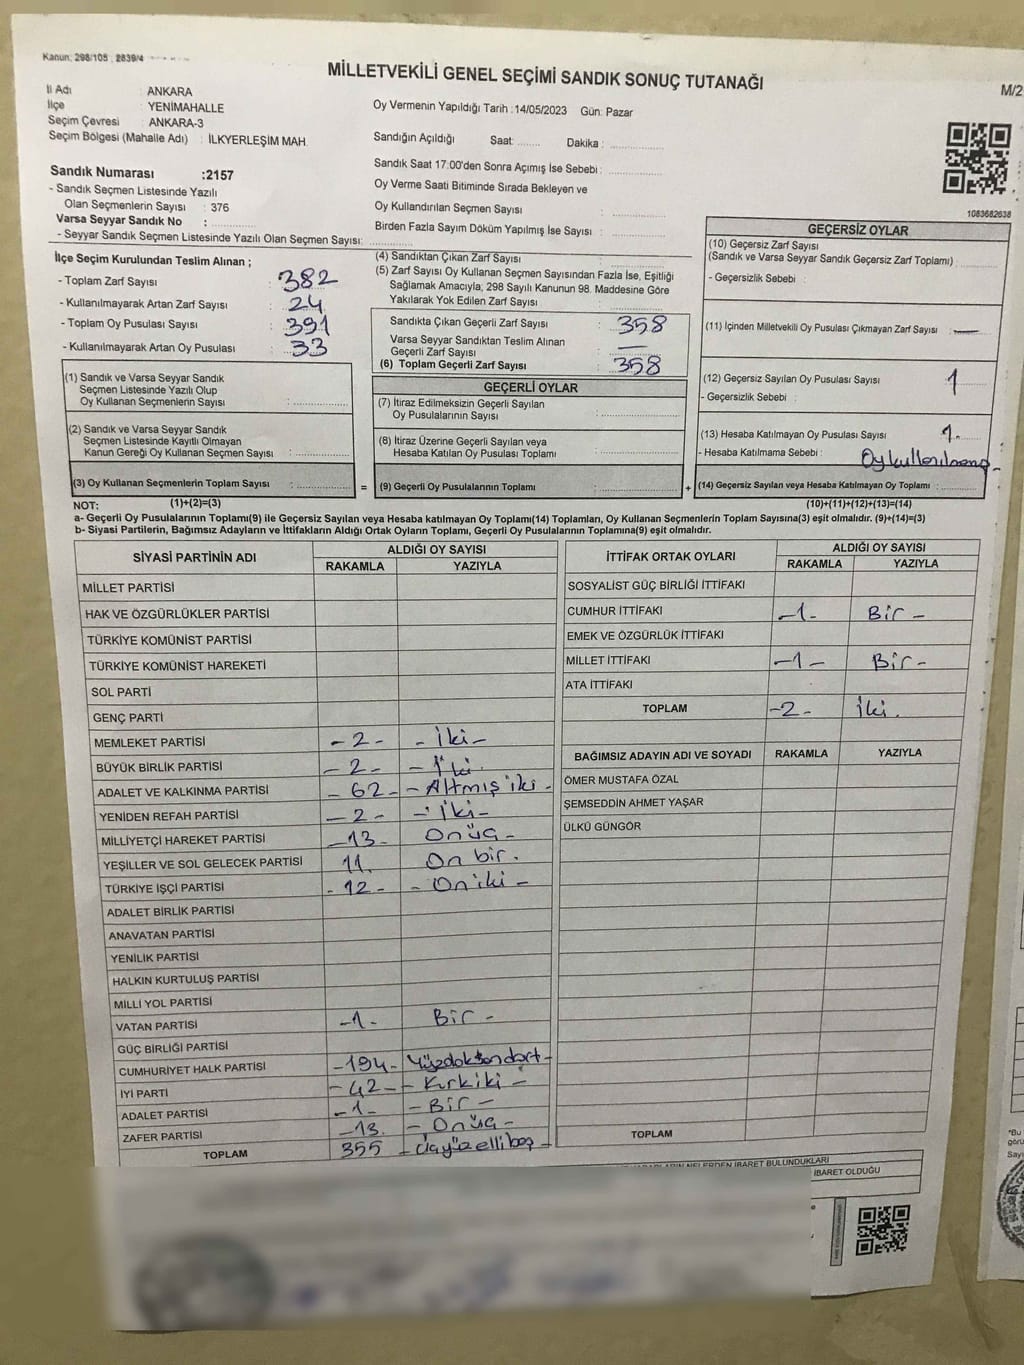 Kanun: 298/105 ; 2839/4
MİLLETVEKİLİ GENEL SEÇİMİ SANDIK SONUÇ TUTANAĞI
M/2
İl Adı : ANKARA
İlçe : YENİMAHALLE
Seçim Çevresi : ANKARA-3
Seçim Bölgesi (Mahalle Adı) : İLKYERLEŞİM MAH.
Oy Vermenin Yapıldığı Tarih :14/05/2023 Gün: Pazar
Sandığın Açıldığı Saat: ........ Dakika : ..............
Sandık Saat 17:00'den Sonra Açımış İse Sebebi : ..............
Oy Verme Saati Bitiminde Sırada Bekleyen ve
Oy Kullandırılan Seçmen Sayısı : ..............
Birden Fazla Sayım Döküm Yapılmış İse Sayısı : ..............
1083682638
Sandık Numarası :2157
- Sandık Seçmen Listesinde Yazılı
Olan Seçmenlerin Sayısı : 376
Varsa Seyyar Sandık No : ..............
- Seyyar Sandık Seçmen Listesinde Yazılı Olan Seçmen Sayısı: ..............
İlçe Seçim Kurulundan Teslim Alınan ;
- Toplam Zarf Sayısı : 382
- Kullanılmayarak Artan Zarf Sayısı : 24
- Toplam Oy Pusulası Sayısı : 391
- Kullanılmayarak Artan Oy Pusulası : 33
(1) Sandık ve Varsa Seyyar Sandık
Seçmen Listesinde Yazılı Olup
Oy Kullanan Seçmenlerin Sayısı : ..............
(2) Sandık ve Varsa Seyyar Sandık
Seçmen Listesinde Kayıtlı Olmayan
Kanun Gereği Oy Kullanan Seçmen Sayısı : ..............
(3) Oy Kullanan Seçmenlerin Toplam Sayısı : ..............
(1)+(2)=(3)
(4) Sandıktan Çıkan Zarf Sayısı : ..............
(5) Zarf Sayısı Oy Kullanan Seçmen Sayısından Fazla İse, Eşitliği
Sağlamak Amacıyla; 298 Sayılı Kanunun 98. Maddesine Göre
Yakılarak Yok Edilen Zarf Sayısı : ..............
Sandıkta Çıkan Geçerli Zarf Sayısı : 358
Varsa Seyyar Sandıktan Teslim Alınan
Geçerli Zarf Sayısı : —
(6) Toplam Geçerli Zarf Sayısı : 358
GEÇERLİ OYLAR
(7) İtiraz Edilmeksizin Geçerli Sayılan
Oy Pusulalarının Sayısı : ..............
(8) İtiraz Üzerine Geçerli Sayılan veya
Hesaba Katılan Oy Pusulası Toplamı : ..............
= (9) Geçerli Oy Pusulalarının Toplamı : ..............
GEÇERSİZ OYLAR
(10) Geçersiz Zarf Sayısı
(Sandık ve Varsa Seyyar Sandık Geçersiz Zarf Toplamı) : ..............
- Geçersizlik Sebebi :
(11) İçinden Milletvekili Oy Pusulası Çıkmayan Zarf Sayısı : —
(12) Geçersiz Sayılan Oy Pusulası Sayısı : 1
- Geçersizlik Sebebi :
(13) Hesaba Katılmayan Oy Pusulası Sayısı : 1.
- Hesaba Katılmama Sebebi :
+ (14) Geçersiz Sayılan veya Hesaba Katılmayan Oy Toplamı : ..............
(10)+(11)+(12)+(13)=(14)
NOT:
a- Geçerli Oy Pusulalarının Toplamı(9) ile Geçersiz Sayılan veya Hesaba katılmayan Oy Toplamı(14) Toplamları, Oy Kullanan Seçmenlerin Toplam Sayısına(3) eşit olmalıdır. (9)+(14)=(3)
b- Siyasi Partilerin, Bağımsız Adayların ve İttifakların Aldığı Ortak Oyların Toplamı, Geçerli Oy Pusulalarının Toplamına(9) eşit olmalıdır.
SİYASİ PARTİNİN ADI ALDIĞI OY SAYISI
RAKAMLA YAZIYLA
MİLLET PARTİSİ
HAK VE ÖZGÜRLÜKLER PARTİSİ
TÜRKİYE KOMÜNİST PARTİSİ
TÜRKİYE KOMÜNİST HAREKETİ
SOL PARTİ
GENÇ PARTİ
MEMLEKET PARTİSİ -2- -İki-
BÜYÜK BİRLİK PARTİSİ -2- -İki-
ADALET VE KALKINMA PARTİSİ -62- -Altmış iki-
YENİDEN REFAH PARTİSİ -2- -İki-
MİLLİYETÇİ HAREKET PARTİSİ -13- Onüç-
YEŞİLLER VE SOL GELECEK PARTİSİ 11. On bir.
TÜRKİYE İŞÇİ PARTİSİ -12- -Oniki-
ADALET BİRLİK PARTİSİ
ANAVATAN PARTİSİ
YENİLİK PARTİSİ
HALKIN KURTULUŞ PARTİSİ
MİLLİ YOL PARTİSİ
VATAN PARTİSİ -1- Bir-
GÜÇ BİRLİĞİ PARTİSİ
CUMHURİYET HALK PARTİSİ -194- Yüzdoksandört-
İYİ PARTİ -42- -Kırkiki-
ADALET PARTİSİ -1- -Bir-
ZAFER PARTİSİ -13. -Onüç-
TOPLAM 355 -Üçyüzellibeş-
İTTİFAK ORTAK OYLARI ALDIĞI OY SAYISI
RAKAMLA YAZIYLA
SOSYALİST GÜÇ BİRLİĞİ İTTİFAKI
CUMHUR İTTİFAKI -1- Bir-
EMEK VE ÖZGÜRLÜK İTTİFAKI
MİLLET İTTİFAKI -1- Bir-
ATA İTTİFAKI
TOPLAM -2- İki.
BAĞIMSIZ ADAYIN ADI VE SOYADI RAKAMLA YAZIYLA
ÖMER MUSTAFA ÖZAL
ŞEMSEDDİN AHMET YAŞAR
ÜLKÜ GÜNGÖR
TOPLAM
NELERDEN İBARET BULUNDUKLARI
İBARET OLDUĞU